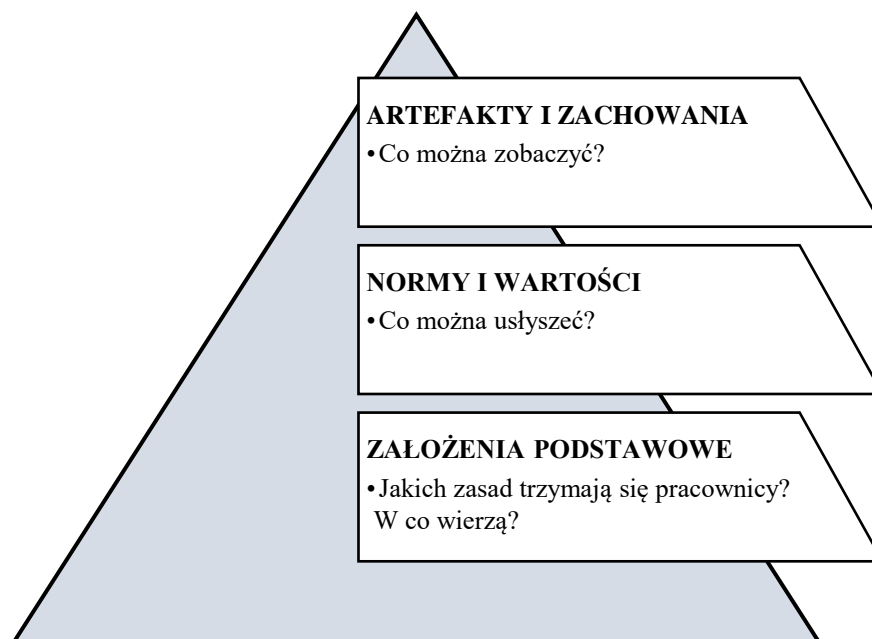 ARTEFAKTY I ZACHOWANIA
•Co można zobaczyć?
NORMY I WARTOŚCI
•Co można usłyszeć?
ZAŁOŻENIA PODSTAWOWE
•Jakich zasad trzymają się pracownicy?
W co wierzą?